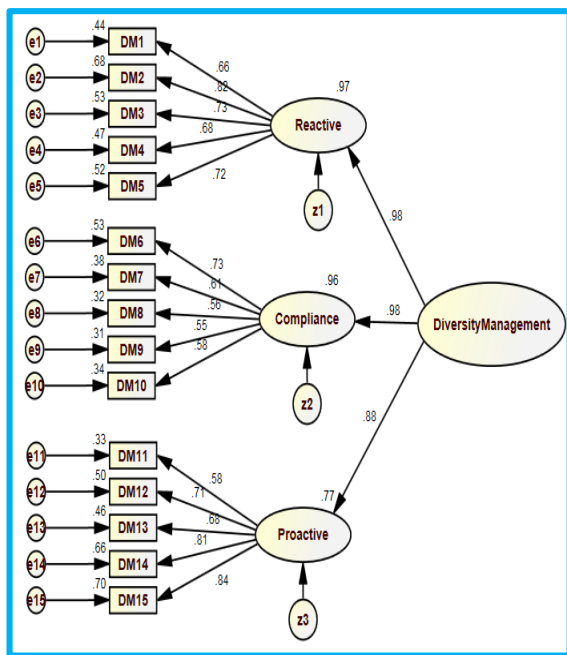 .44
e1 DM1
.66
.68
e2 DM2
.82
.97
.53
e3 DM3
.73
Reactive
.47
e4 DM4
.68
.52
e5 DM5
.72
z1
.98
.53
e6 DM6
.73
.38
e7 DM7
.61
.96
.32
e8 DM8
.56
Compliance
.98
DiversityManagement
.31
e9 DM9
.55
.34
e10 DM10
.58
z2
.88
.33
e11 DM11
.58
.50
e12 DM12
.71
.77
.46
e13 DM13
.68
Proactive
.66
e14 DM14
.81
.70
e15 DM15
.84
z3